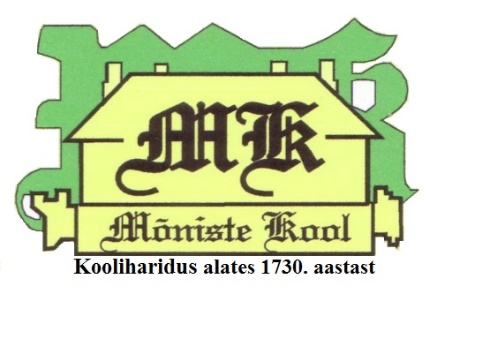 MK
Mõniste Kool
Kooliharidus alates 1730. aastast